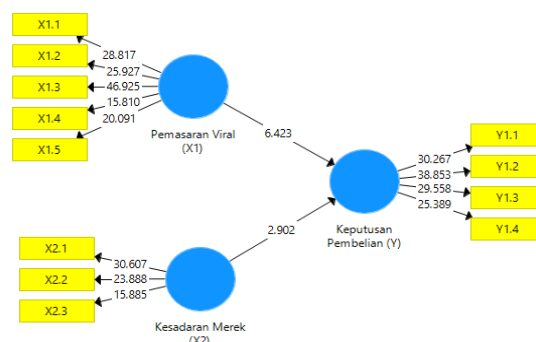 X1.1
X1.2
X1.3
X1.4
X1.5
28.817
25.927
46.925
15.810
20.091
Pemasaran Viral
(X1)
6.423
X2.1
X2.2
X2.3
30.607
23.888
15.885
Kesadaran Merek
(X2)
2.902
Keputusan
Pembelian (Y)
30.267
38.853
29.558
25.389
Y1.1
Y1.2
Y1.3
Y1.4